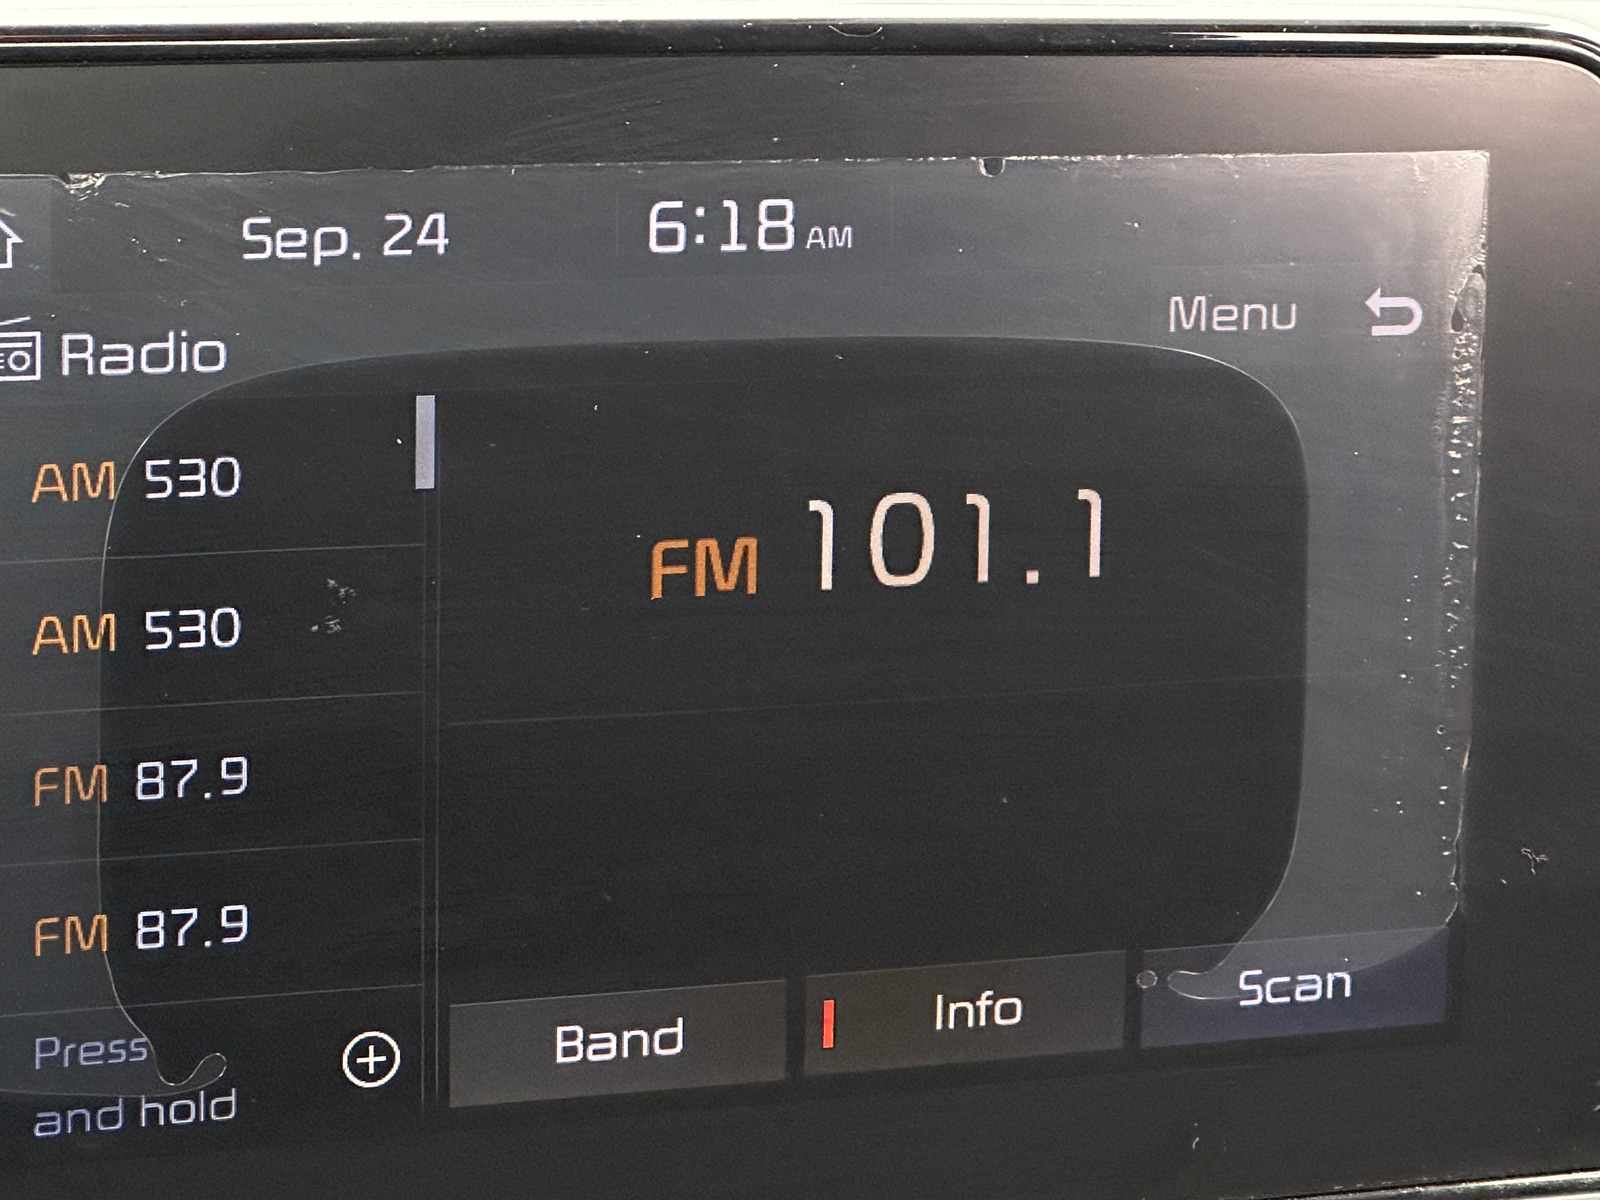 Sep. 24 6:18 AM
Menu
Radio
AM 530
FM 101.1
AM 530
FM 87.9
FM 87.9
Press
and hold
Band
Info
Scan